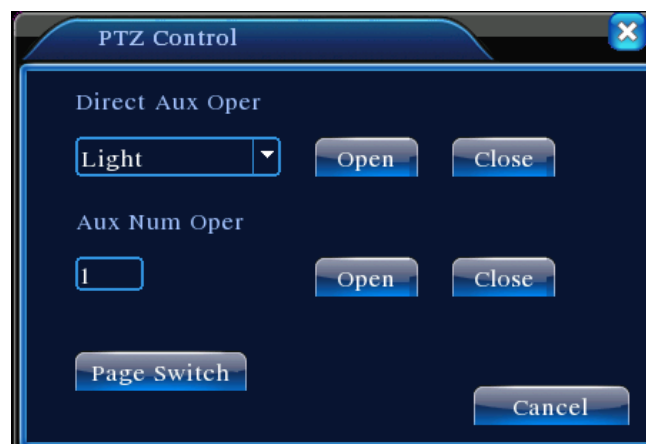 PTZ Control
Direct Aux Oper
Light Open Close
Aux Num Oper
1 Open Close
Page Switch
Cancel